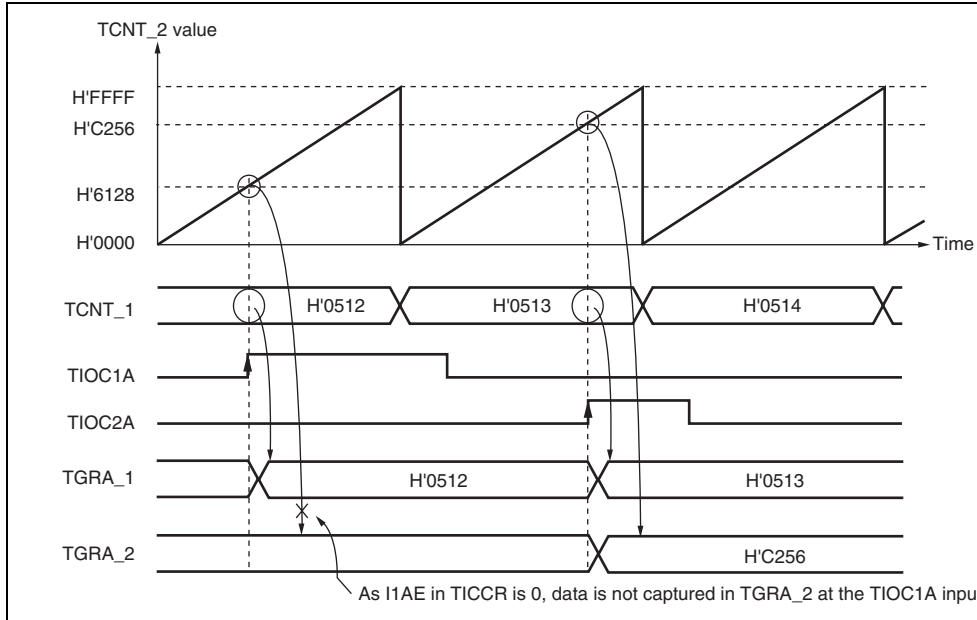 TCNT_2 value
H'FFFF
H'C256
H'6128
H'0000
Time
TCNT_1
H'0512
H'0513
H'0514
TIOC1A
TIOC2A
TGRA_1
H'0512
H'0513
TGRA_2
H'C256
As I1AE in TICCR is 0, data is not captured in TGRA_2 at the TIOC1A input